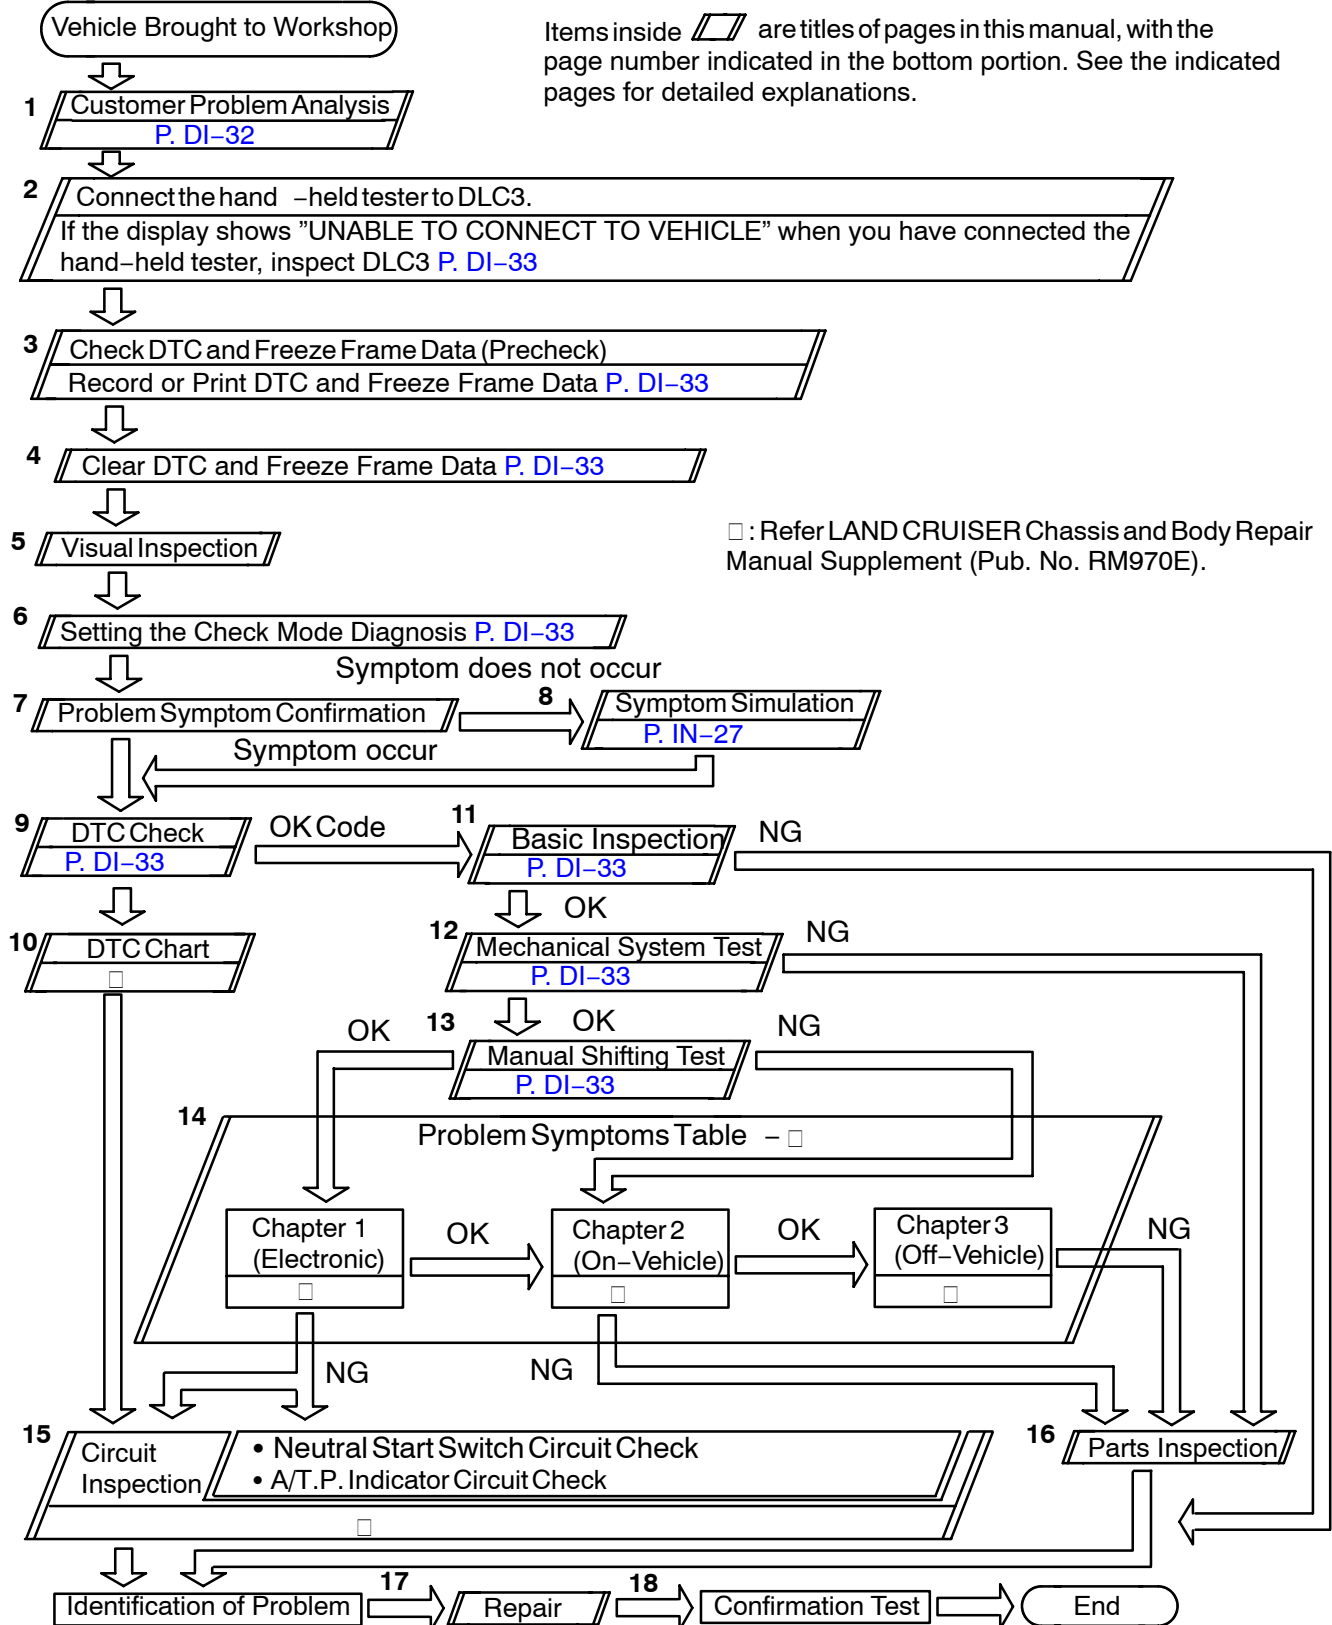 Vehicle Brought to Workshop
Items inside are titles of pages in this manual, with the
page number indicated in the bottom portion. See the indicated
pages for detailed explanations.
1
Customer Problem Analysis
P. DI–32
2
Connect the hand –held tester to DLC3.
If the display shows ”UNABLE TO CONNECT TO VEHICLE” when you have connected the
hand–held tester, inspect DLC3 P. DI–33
3
Check DTC and Freeze Frame Data (Precheck)
Record or Print DTC and Freeze Frame Data P. DI–33
4
Clear DTC and Freeze Frame Data P. DI–33
□ : Refer LAND CRUISER Chassis and Body Repair
Manual Supplement (Pub. No. RM970E).
5
Visual Inspection
6
Setting the Check Mode Diagnosis P. DI–33
Symptom does not occur
7
Problem Symptom Confirmation
8
Symptom Simulation
P. IN–27
Symptom occur
9
DTC Check
P. DI–33
OK Code
11
Basic Inspection
P. DI–33
NG
OK
10
DTC Chart
□
12
Mechanical System Test
P. DI–33
NG
OK
OK
13
Manual Shifting Test
P. DI–33
NG
14
Problem Symptoms Table – □
Chapter 1
(Electronic)
□
OK
Chapter 2
(On–Vehicle)
□
OK
Chapter 3
(Off–Vehicle)
□
NG
NG
NG
15
Circuit
Inspection
• Neutral Start Switch Circuit Check
• A/T.P. Indicator Circuit Check
□
16
Parts Inspection
Identification of Problem
17
Repair
18
Confirmation Test
End